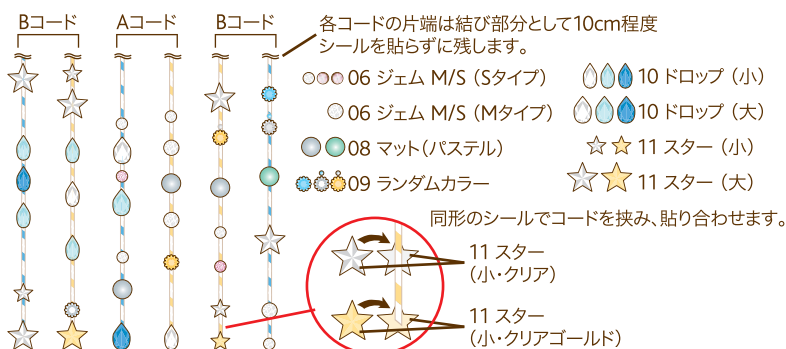 Bコード
Aコード
Bコード
各コードの片端は結び部分として10cm程度
シールを貼らずに残します。
06 ジェム M/S（Sタイプ）
10 ドロップ（小）
06 ジェム M/S（Mタイプ）
10 ドロップ（大）
08 マット（パステル）
11 スター（小）
09 ランダムカラー
11 スター（大）
同形のシールでコードを挟み、貼り合わせます。
11 スター
（小・クリア）
11 スター
（小・クリアゴールド）